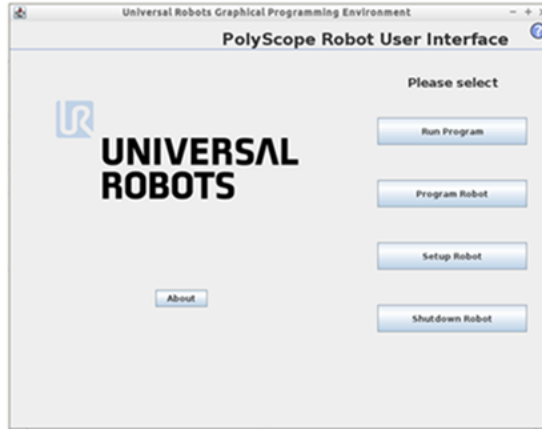 Universal Robots Graphical Programming Environment
PolyScope Robot User Interface
?
Please select
UR
UNIVERSAL
ROBOTS
Run Program
Program Robot
Setup Robot
About
Shutdown Robot